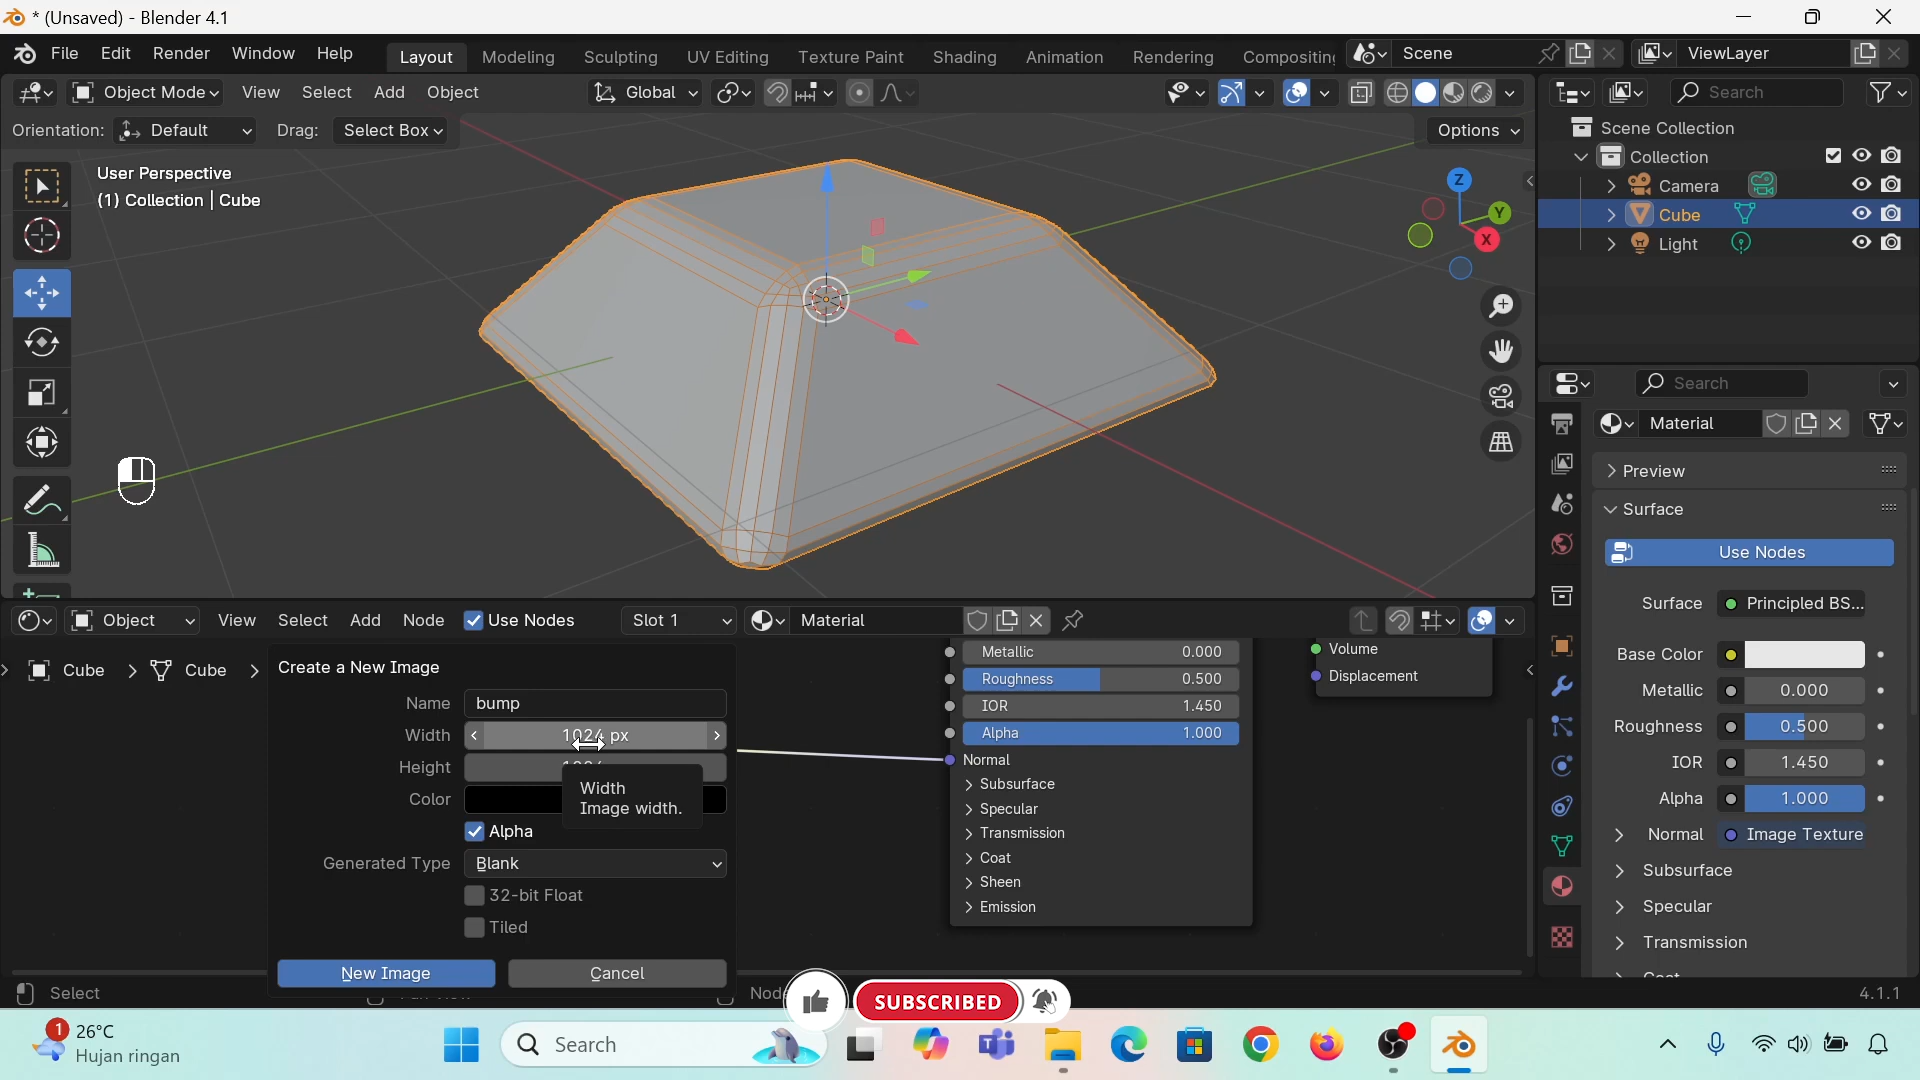 * (Unsaved) - Blender 4.1
File Edit Render Window Help
Layout Modeling Sculpting UV Editing Texture Paint Shading Animation Rendering Compositing
Scene
ViewLayer
Object Mode View Select Add Object
Global
Search
Orientation: Default Drag: Select Box
Options
User Perspective
(1) Collection | Cube
Z
Y
X
Scene Collection
Collection
Camera
Cube
Light
Search
Material
Preview
Surface
Use Nodes
Surface Principled BS...
Base Color
Metallic 0.000
Roughness 0.500
IOR 1.450
Alpha 1.000
Normal Image Texture
Subsurface
Specular
Transmission
Object View Select Add Node Use Nodes Slot 1 Material
Cube Cube
Create a New Image
Name bump
Width 1024 px
Height
Color
Width
Image width.
Alpha
Generated Type Blank
32-bit Float
Tiled
New Image Cancel
Metallic 0.000
Roughness 0.500
IOR 1.450
Alpha 1.000
Normal
Subsurface
Specular
Transmission
Coat
Sheen
Emission
Volume
Displacement
Select
4.1.1
SUBSCRIBED
1
26°C
Hujan ringan
Search